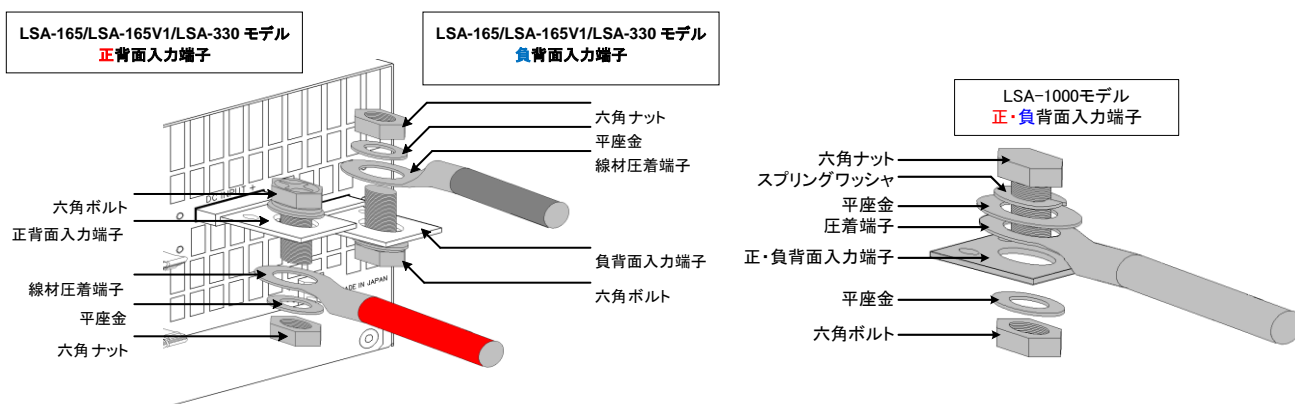 LSA-165/LSA-165V1/LSA-330 モデル
正背面入力端子
LSA-165/LSA-165V1/LSA-330 モデル
負背面入力端子
六角ナット
平座金
線材圧着端子
DC INPUT +
六角ボルト
正背面入力端子
線材圧着端子
平座金
六角ナット
負背面入力端子
六角ボルト
MADE IN JAPAN
LSA-1000モデル
正・負背面入力端子
六角ナット
スプリングワッシャ
平座金
圧着端子
正・負背面入力端子
平座金
六角ボルト